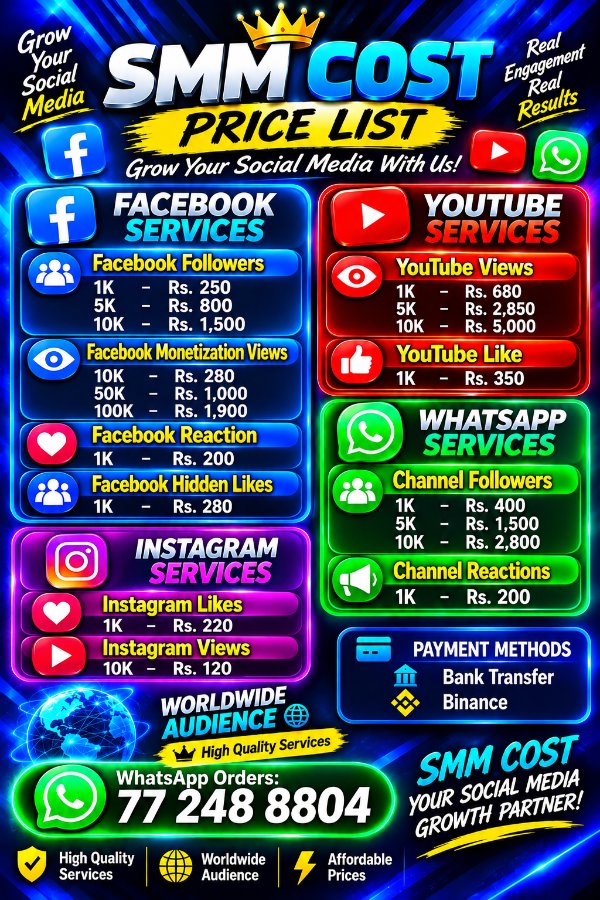 Grow
Your
Social
Media
SMM COST
PRICE LIST
Grow Your Social Media With Us!
Real
Engagement
Real
Results
FACEBOOK
SERVICES
Facebook Followers
1K – Rs. 250
5K – Rs. 800
10K – Rs. 1,500
Facebook Monetization Views
10K – Rs. 280
50K – Rs. 1,000
100K – Rs. 1,900
Facebook Reaction
1K – Rs. 200
Facebook Hidden Likes
1K – Rs. 280
INSTAGRAM
SERVICES
Instagram Likes
1K – Rs. 220
Instagram Views
10K – Rs. 120
YOUTUBE
SERVICES
YouTube Views
1K – Rs. 680
5K – Rs. 2,850
10K – Rs. 5,000
YouTube Like
1K – Rs. 350
WHATSAPP
SERVICES
Channel Followers
1K – Rs. 400
5K – Rs. 1,500
10K – Rs. 2,800
Channel Reactions
1K – Rs. 200
PAYMENT METHODS
Bank Transfer
Binance
WORLDWIDE
AUDIENCE
High Quality Services
WhatsApp Orders:
77 248 8804
SMM COST
YOUR SOCIAL MEDIA
GROWTH PARTNER!
High Quality
Services
Worldwide
Audience
Affordable
Prices